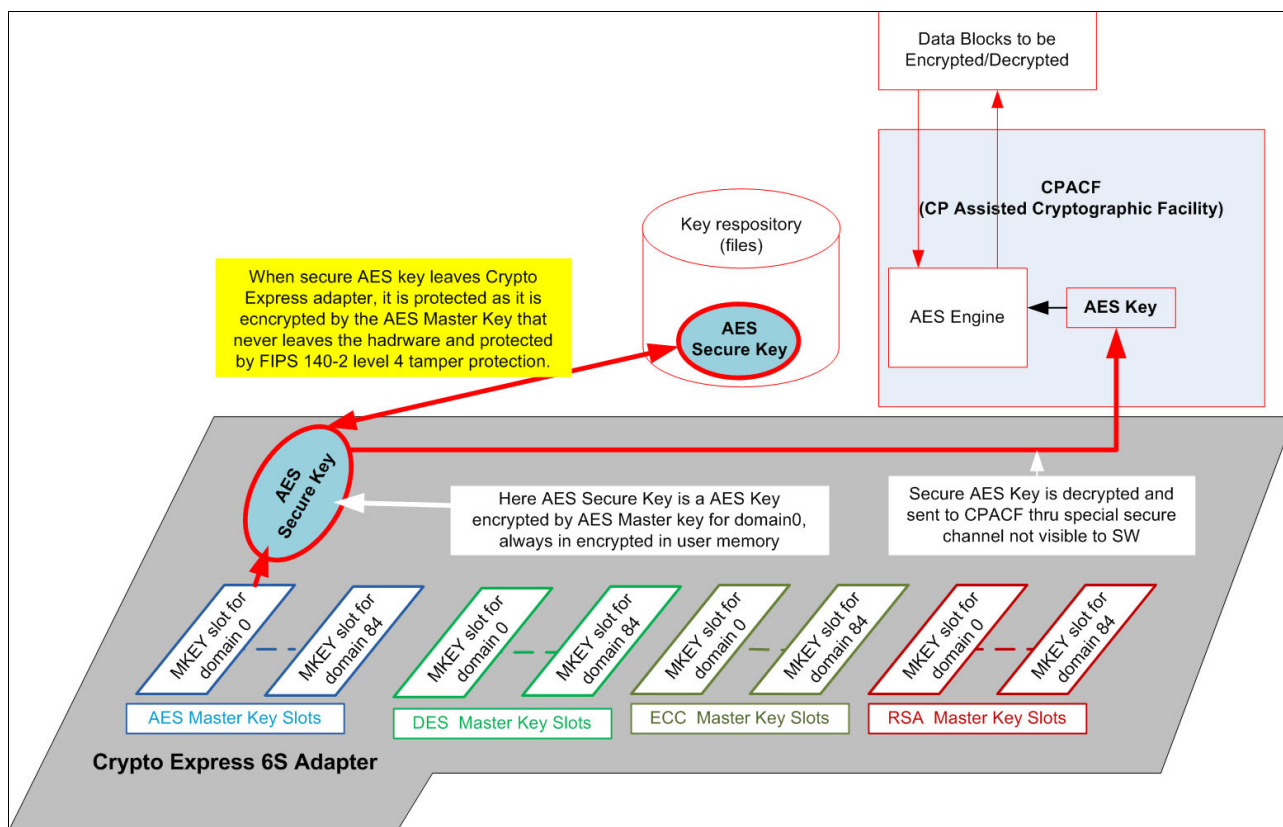 Data Blocks to be
Encrypted/Decrypted
CPACF
(CP Assisted Cryptographic Facility)
Key respository
(files)
When secure AES key leaves Crypto
Express adapter, it is protected as it is
ecncrypted by the AES Master Key that
never leaves the hadrware and protected
by FIPS 140-2 level 4 tamper protection.
AES
Secure Key
AES Engine
AES Key
AES
Secure Key
Here AES Secure Key is a AES Key
encrypted by AES Master key for domain0,
always in encrypted in user memory
Secure AES Key is decrypted and
sent to CPACF thru special secure
channel not visible to SW
MKEY slot for
domain 0
MKEY slot for
domain 84
MKEY slot for
domain 0
MKEY slot for
domain 84
MKEY slot for
domain 0
MKEY slot for
domain 84
MKEY slot for
domain 0
MKEY slot for
domain 84
AES Master Key Slots
DES Master Key Slots
ECC Master Key Slots
RSA Master Key Slots
Crypto Express 6S Adapter